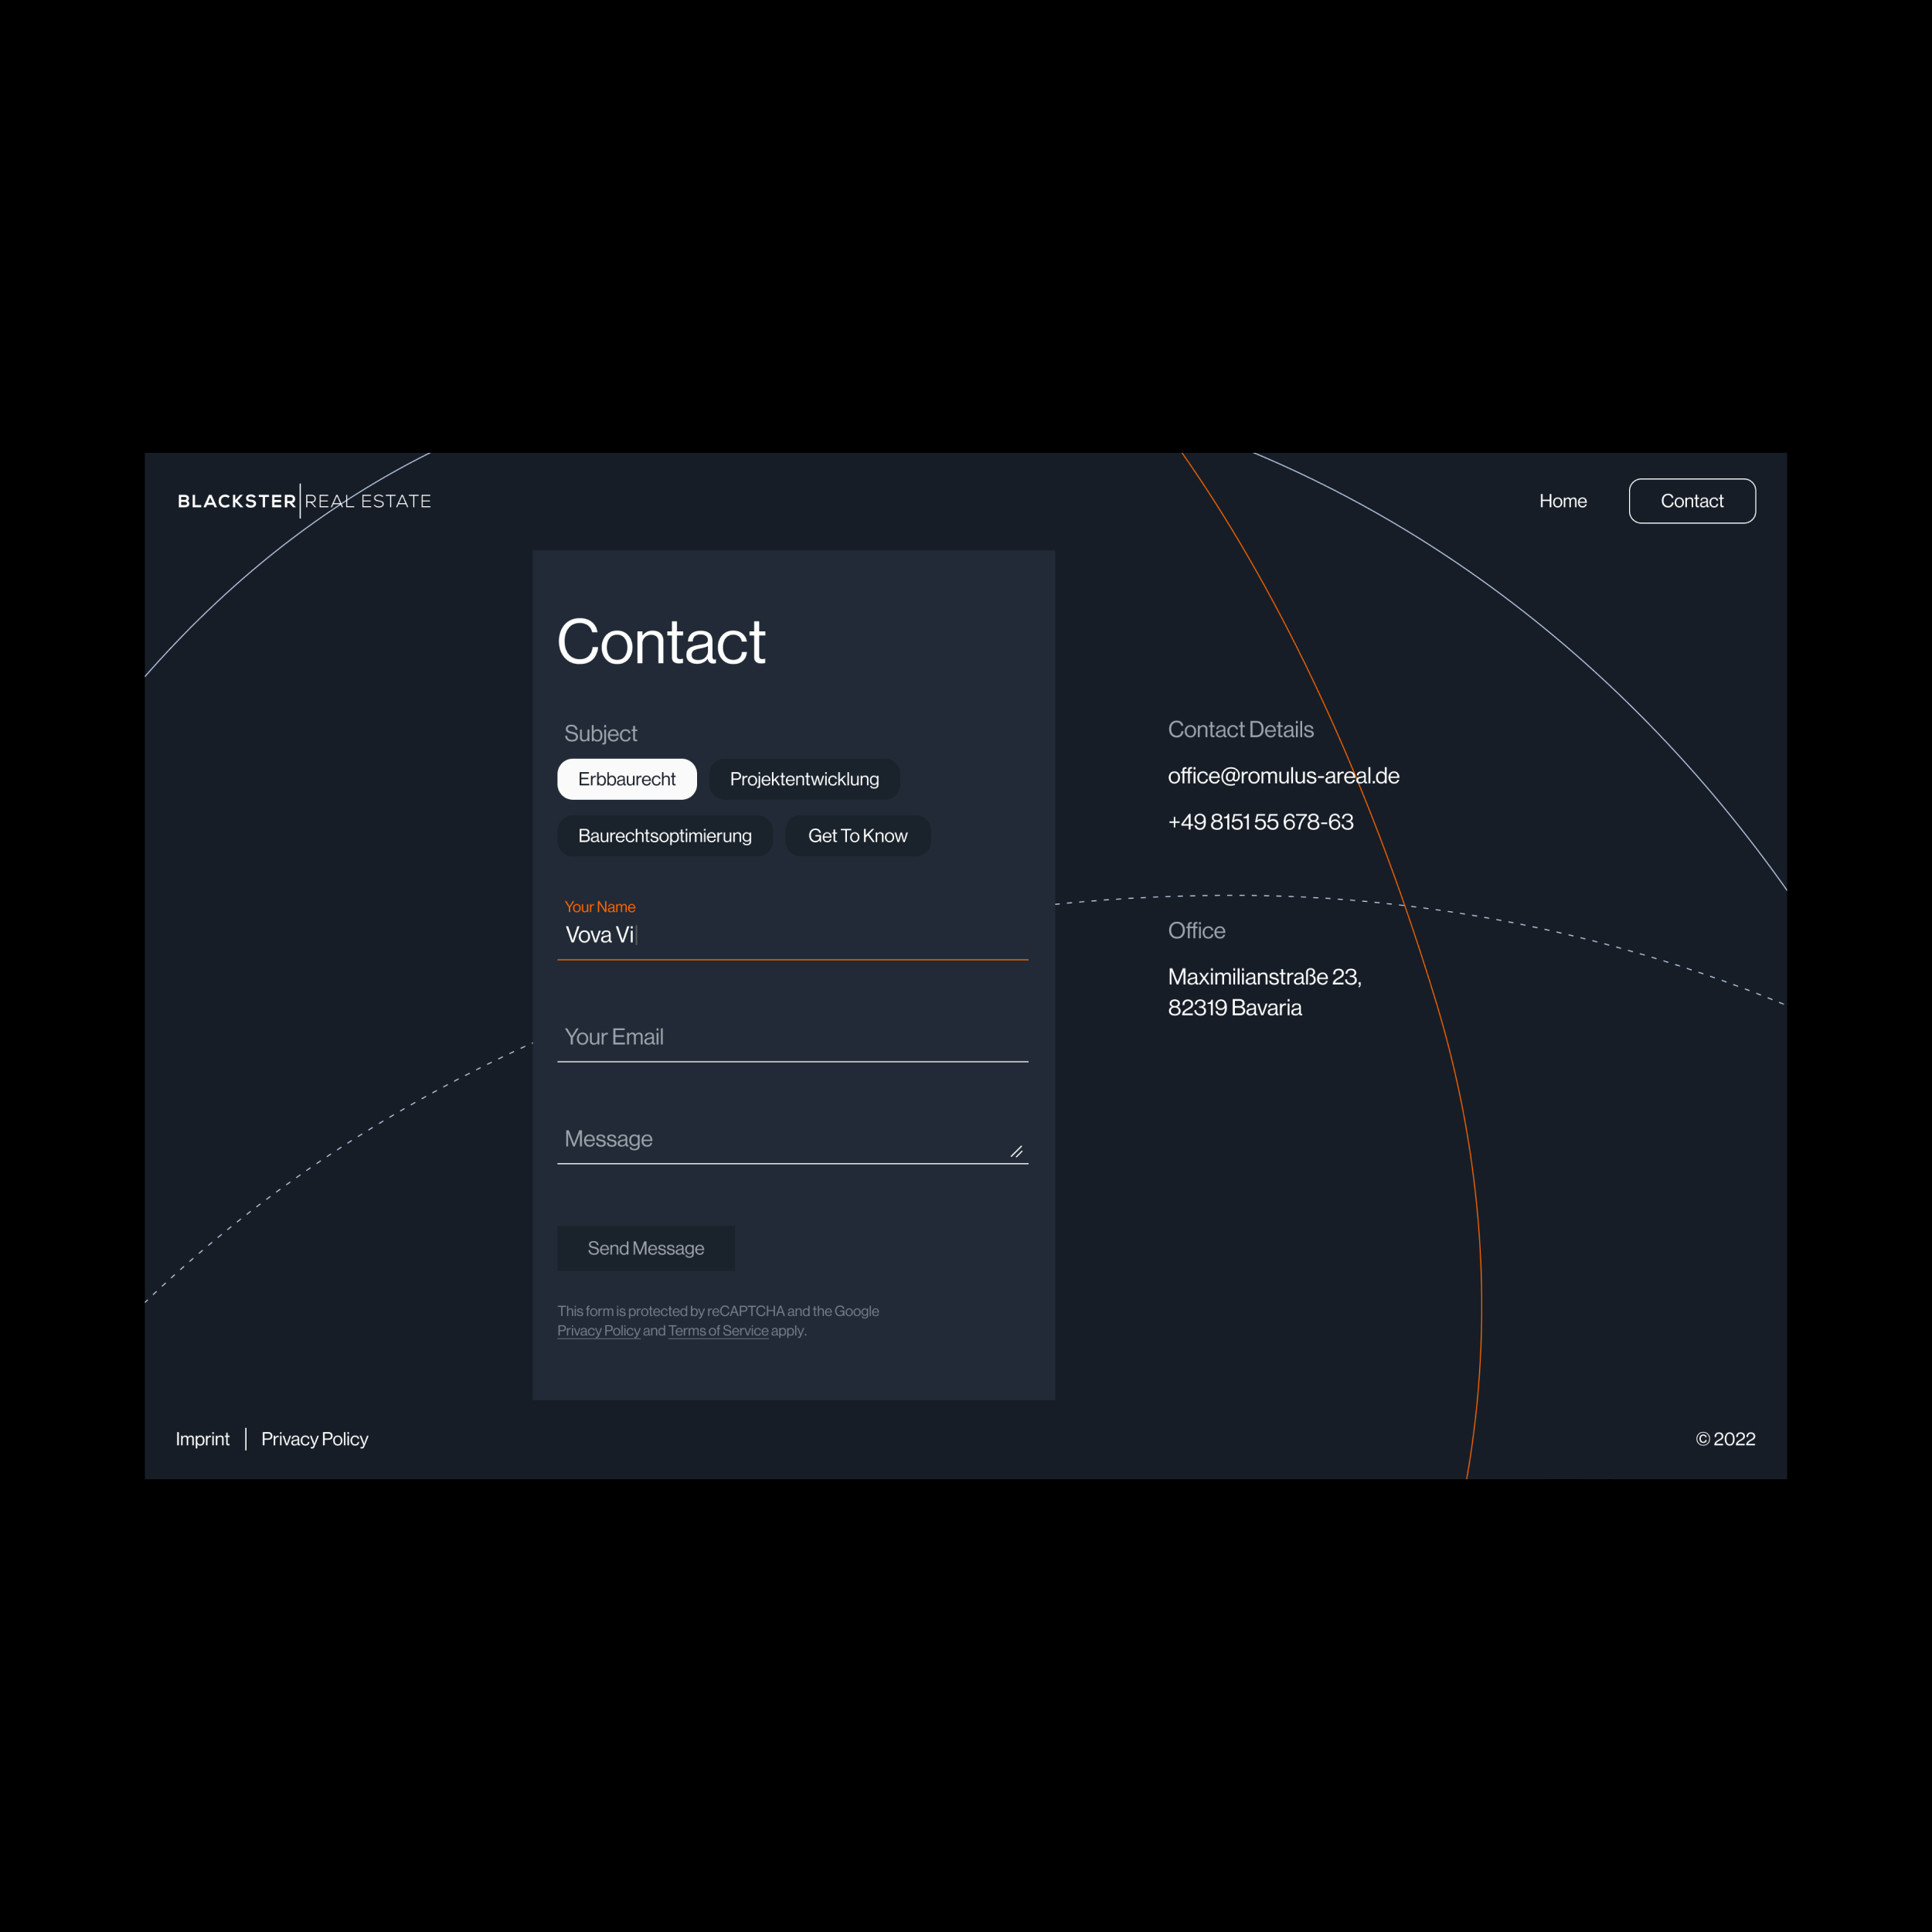 BLACKSTER | REAL ESTATE
Home
Contact
Contact
Subject
Erbbaurecht
Projektentwicklung
Baurechtsoptimierung
Get To Know
Your Name
Vova Vi
Your Email
Message
Send Message
This form is protected by reCAPTCHA and the Google
Privacy Policy and Terms of Service apply.
Contact Details
office@romulus-areal.de
+49 8151 55 678-63
Office
Maximilianstraße 23,
82319 Bavaria
Imprint
Privacy Policy
© 2022